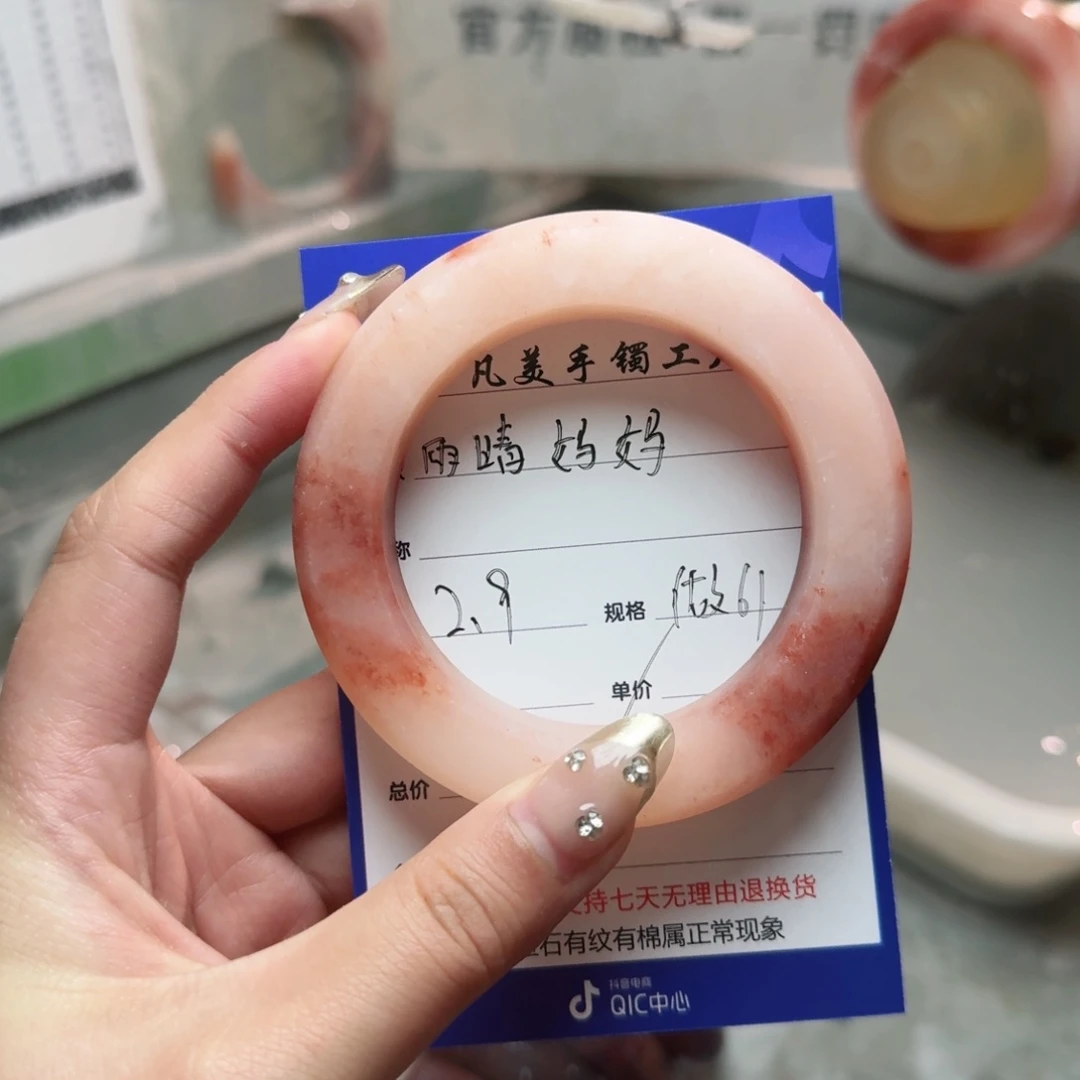 官方
凡美手镯工
雨晴妈妈
称
2.9 规格 做61
单价
总价
支持七天无理由退换货
石有纹有棉属正常现象
抖音电商
QIC中心